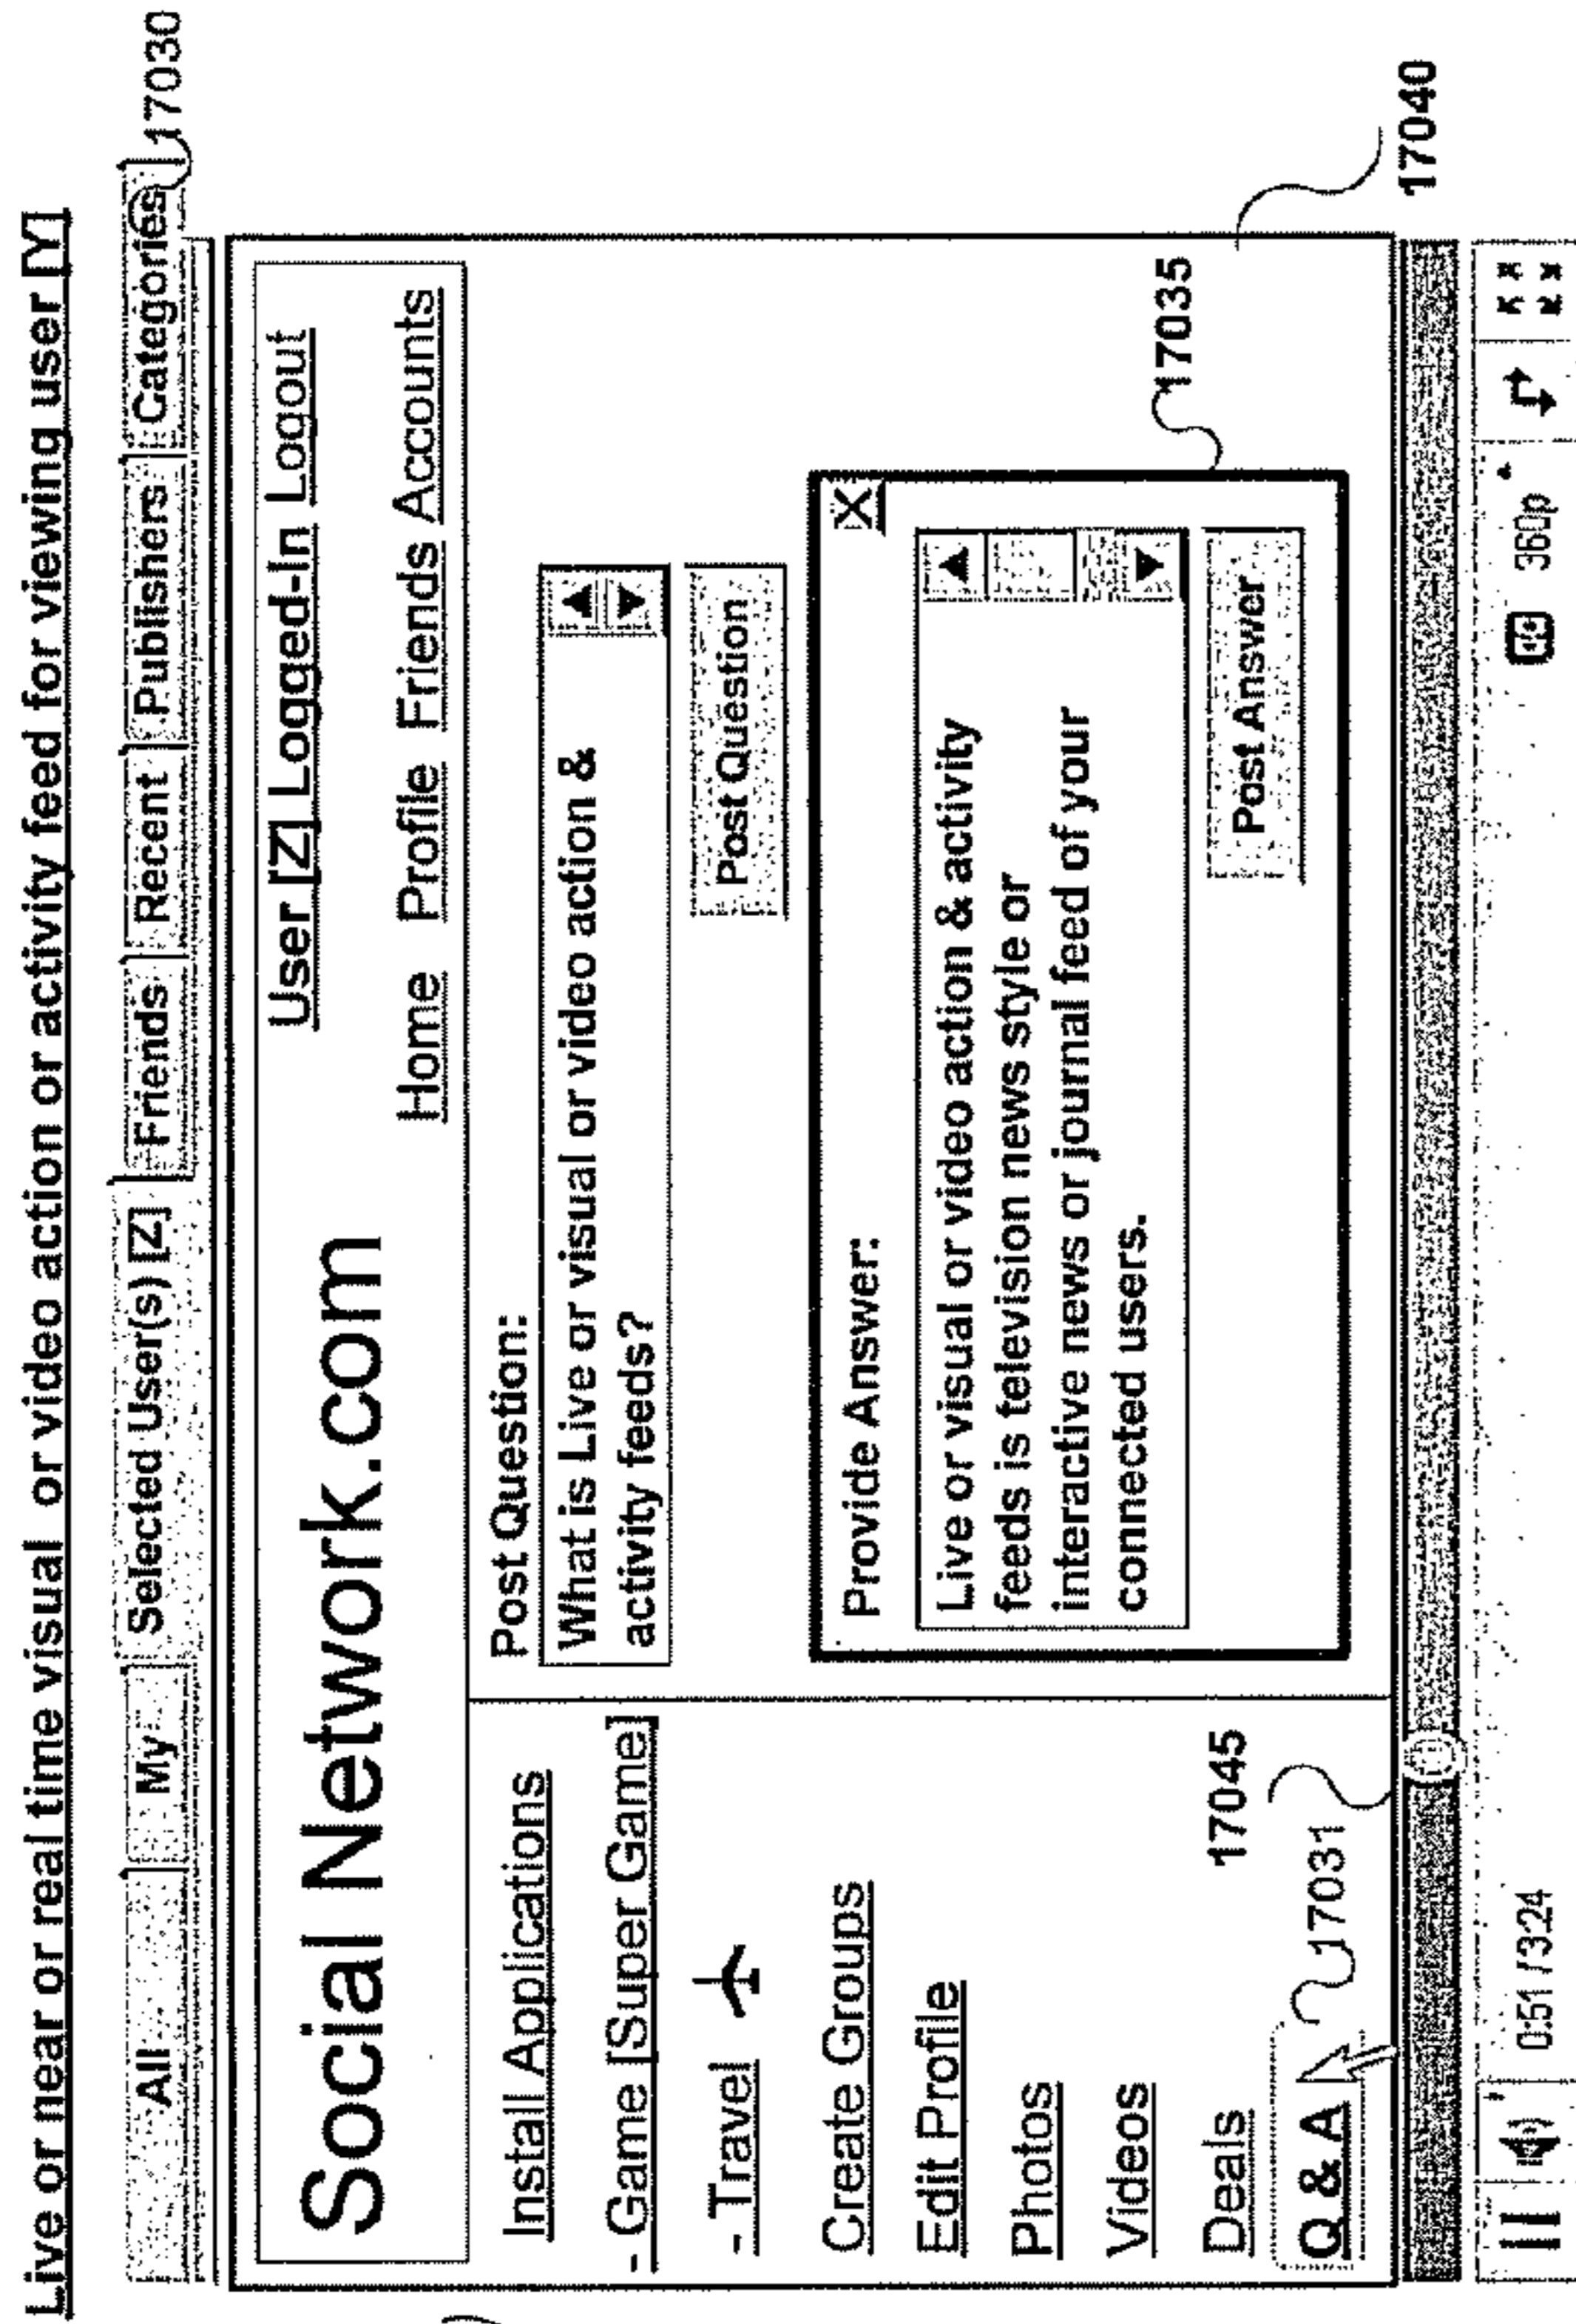 Live or near or real time visual or video action or activity feed for viewing user [Y]
All My Selected User(s) [Z] Friends Recent Publishers Categories 17030
Social Network.com
User [Z] Logged-In Logout
Home Profile Friends Accounts
Install Applications
- Game [Super Game]
- Travel
Create Groups
Edit Profile
Photos
Videos
Deals
Q & A
17031
17045
Post Question:
What is Live or visual or video action &
activity feeds?
Post Question
Provide Answer:
X
Live or visual or video action & activity
feeds is television news style or
interactive news or journal feed of your
connected users.
Post Answer
17035
17040
0:51 / 3:24
360p